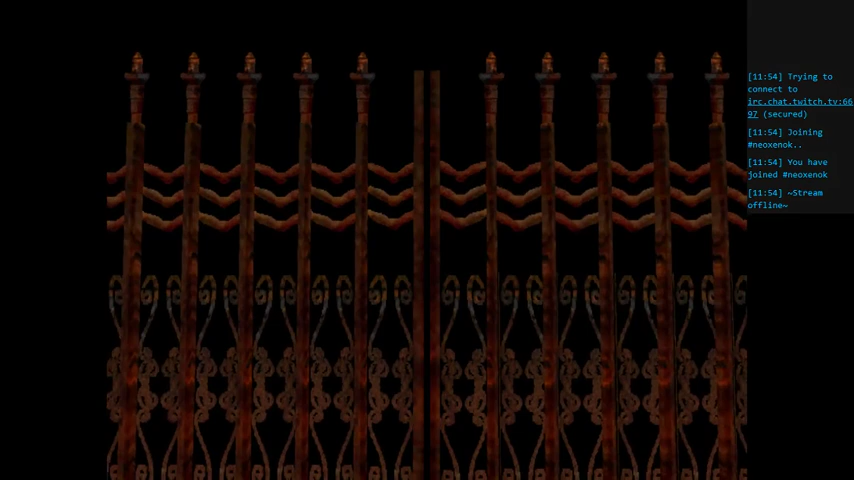 [11:54] Trying to
connect to
irc.chat.twitch.tv:66
97 (secured)
[11:54] Joining
#neoxenok..
[11:54] You have
joined #neoxenok
[11:54] ~Stream
offline~